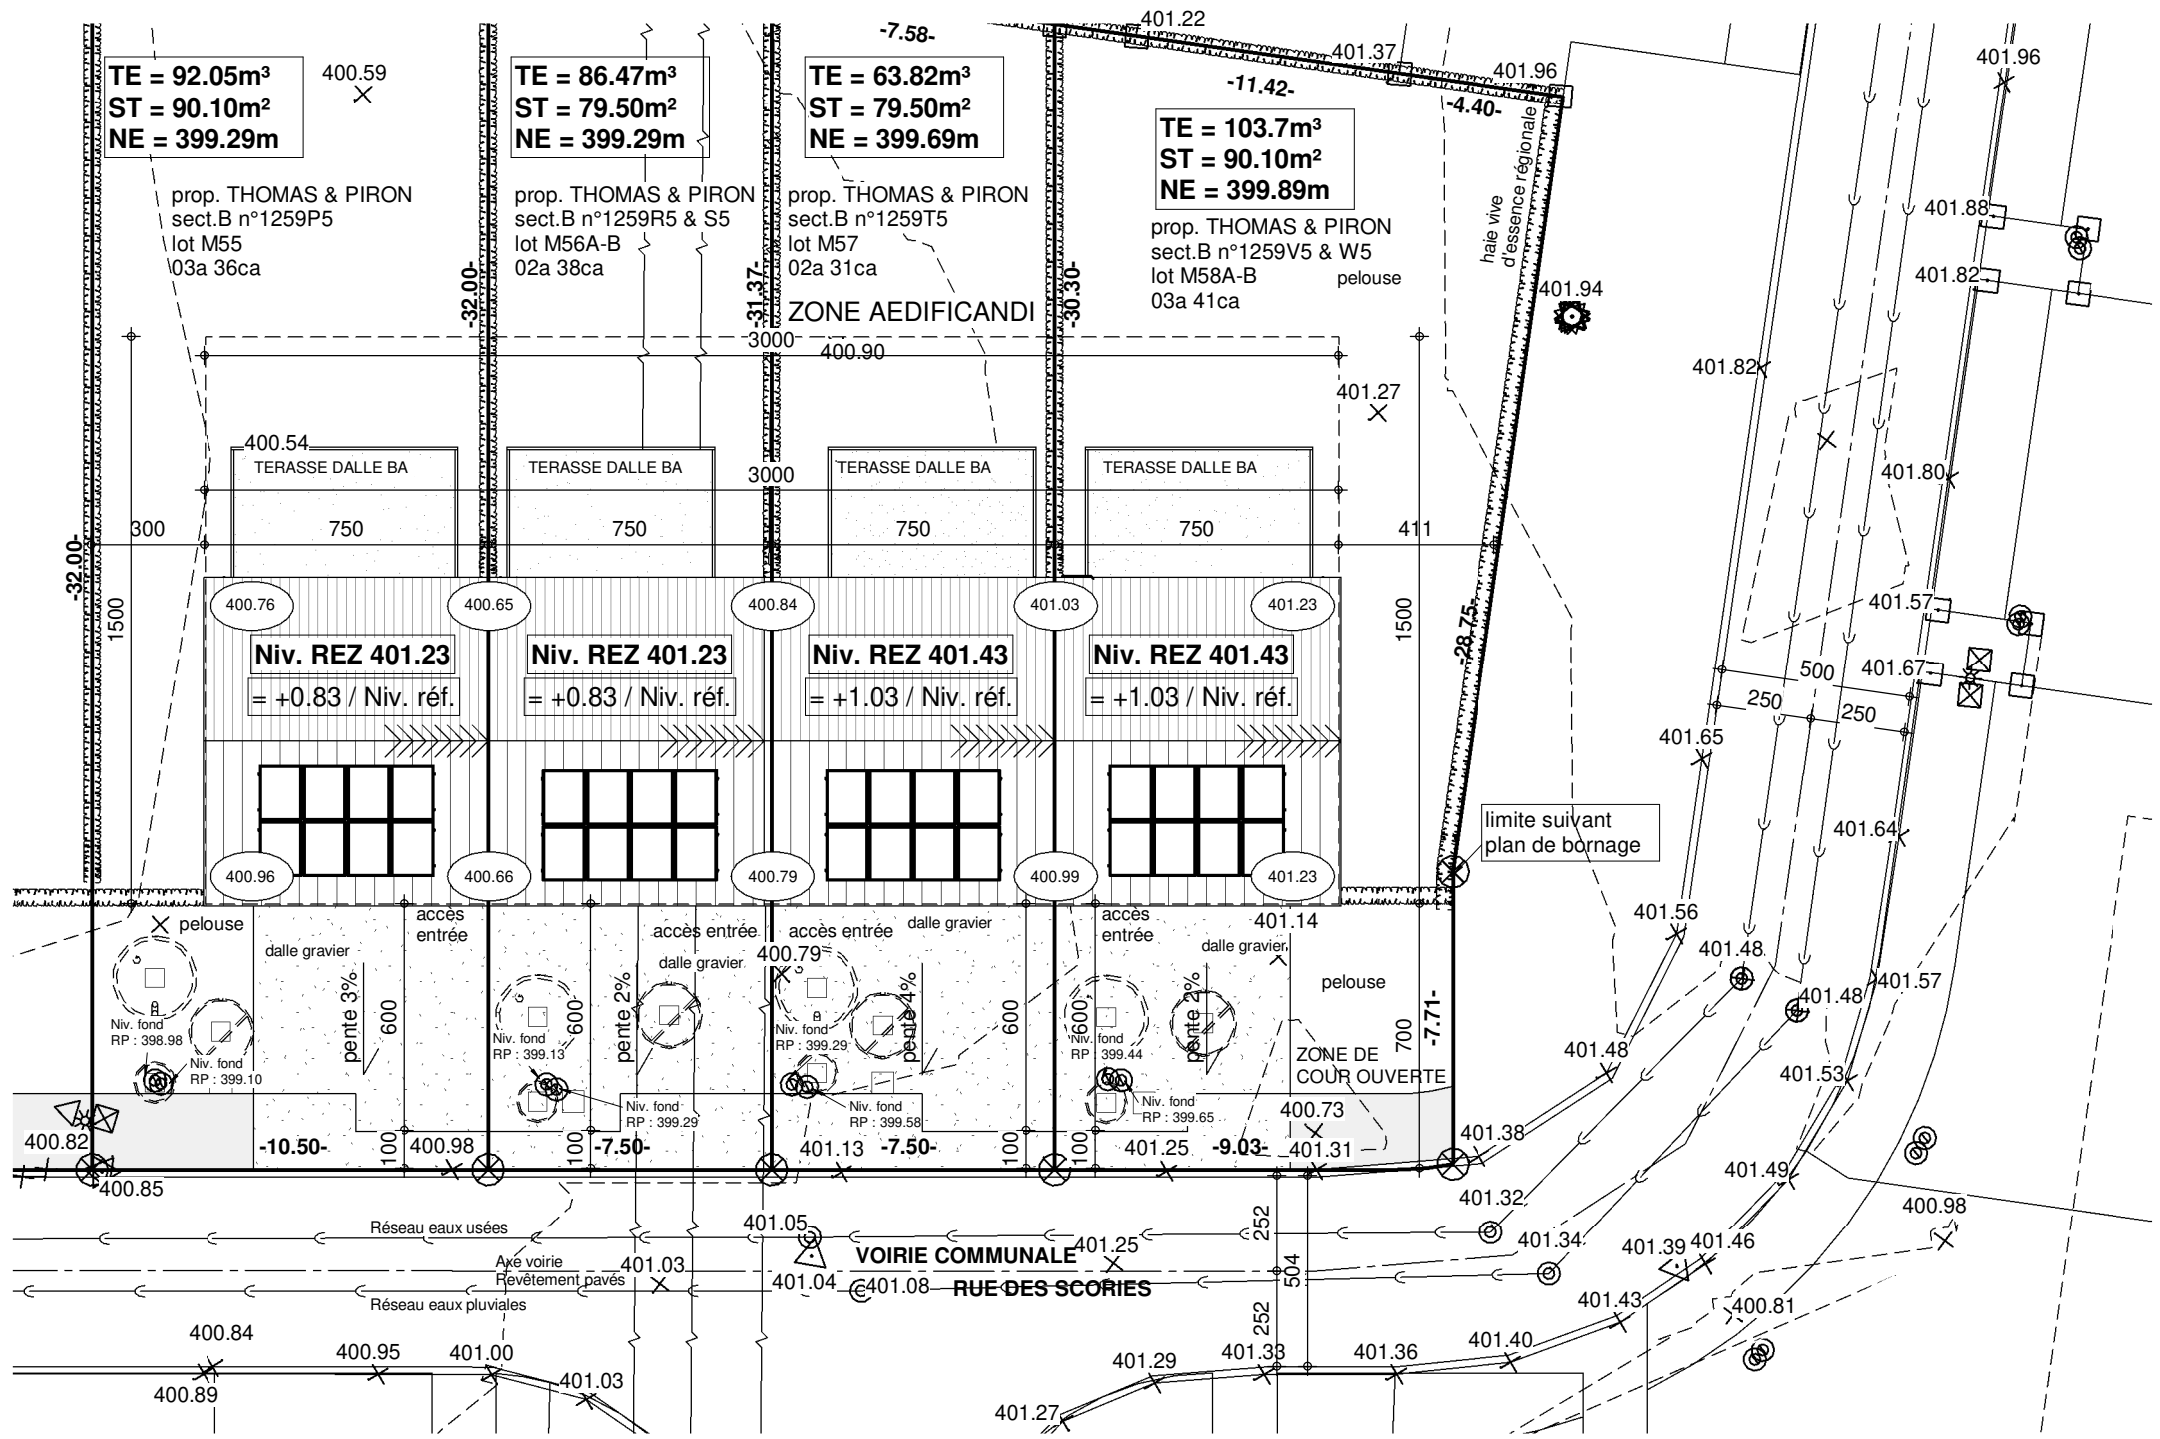 401.22
-7.58-
401.37
401.96
401.96
-11.42-
-4.40-
TE = 92.05m³
ST = 90.10m²
NE = 399.29m
400.59
TE = 86.47m³
ST = 79.50m²
NE = 399.29m
TE = 63.82m³
ST = 79.50m²
NE = 399.69m
TE = 103.7m³
ST = 90.10m²
NE = 399.89m
haie vive
d'essence régionale
prop. THOMAS & PIRON
sect.B n°1259P5
lot M55
03a 36ca
prop. THOMAS & PIRON
sect.B n°1259R5 & S5
lot M56A-B
02a 38ca
prop. THOMAS & PIRON
sect.B n°1259T5
lot M57
02a 31ca
prop. THOMAS & PIRON
sect.B n°1259V5 & W5
lot M58A-B
03a 41ca
pelouse
401.88
401.82
401.94
-32.00-
-31.37-
-30.30-
ZONE AEDIFICANDI
3000
400.90
401.82
401.27
400.54
TERASSE DALLE BA
TERASSE DALLE BA
TERASSE DALLE BA
TERASSE DALLE BA
3000
401.80
300
750
750
750
750
411
-32.00-
1500
1500
-28.75-
400.76
400.65
400.84
401.03
401.23
401.57
Niv. REZ 401.23
Niv. REZ 401.23
Niv. REZ 401.43
Niv. REZ 401.43
= +0.83 / Niv. réf.
= +0.83 / Niv. réf.
= +1.03 / Niv. réf.
= +1.03 / Niv. réf.
401.67
500
250
250
401.65
limite suivant
plan de bornage
401.64
400.96
400.66
400.79
400.99
401.23
401.56
pelouse
dalle gravier
accès
entrée
accès entrée
dalle gravier
400.79
accès entrée
dalle gravier
accès
entrée
dalle gravier
401.14
pelouse
401.48
401.57
401.48
pente 3%
600
600
pente 2%
pente 4%
600
600
pente 2%
700
-7.71-
Niv. fond
RP : 398.98
Niv. fond
RP : 399.10
Niv. fond
RP : 399.13
Niv. fond
RP : 399.29
Niv. fond
RP : 399.29
Niv. fond
RP : 399.58
Niv. fond
RP : 399.44
Niv. fond
RP : 399.65
ZONE DE
COUR OUVERTE
401.48
401.53
400.73
400.82
-10.50-
100
400.98
100
-7.50-
401.13
-7.50-
100
100
401.25
-9.03-
401.31
401.38
401.49
400.85
401.32
400.98
Réseau eaux usées
401.05
252
401.34
401.39
401.46
Axe voirie
Revêtement pavés
401.03
VOIRIE COMMUNALE
401.25
401.04
401.08
RUE DES SCORIES
504
Réseau eaux pluviales
252
401.43
400.81
400.84
400.95
401.00
401.29
401.33
401.36
401.40
400.89
401.03
401.27